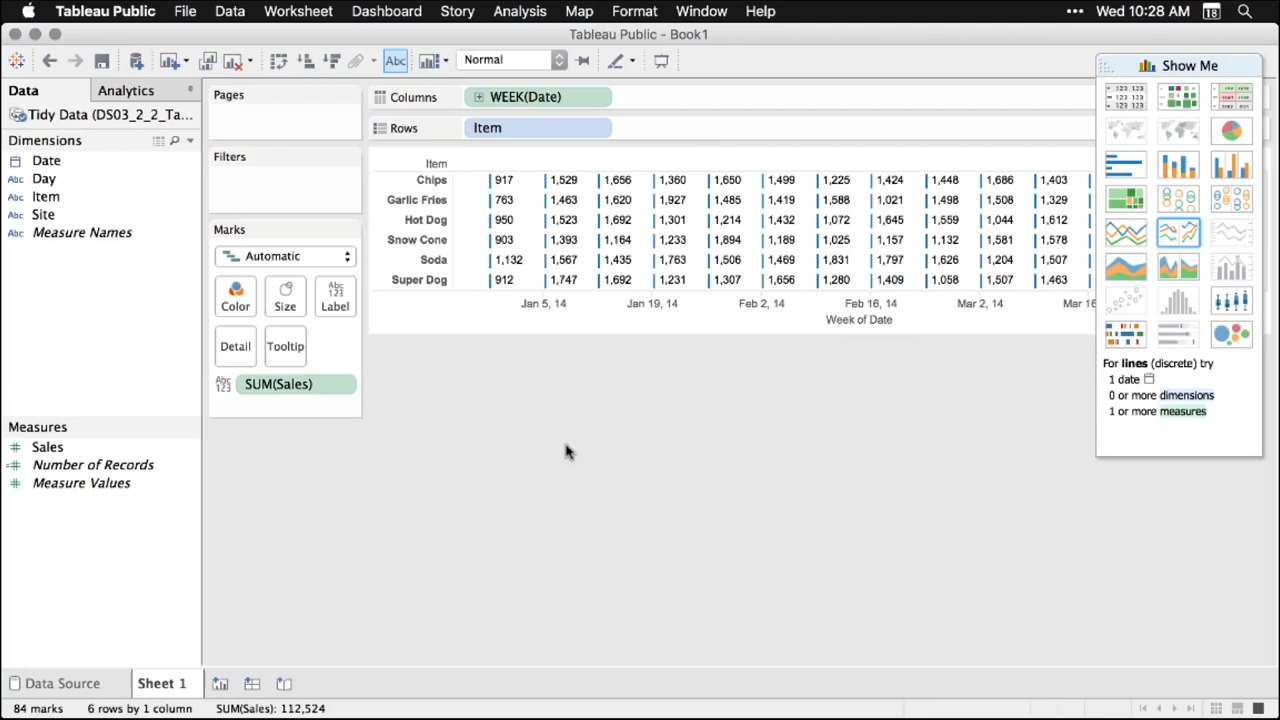 Tableau Public File Data Worksheet Dashboard Story Analysis Map Format Window Help ••• Wed 10:28 AM 18
Tableau Public - Book1
Abc Normal
Show Me
Data Analytics
Tidy Data (DS03_2_2_Ta...
Dimensions
Date
Abc Day
Abc Item
Abc Site
Abc Measure Names
Measures
Sales
Number of Records
Measure Values
Pages
Filters
Marks
Automatic
Color Size Abc 123 Label
Detail Tooltip
Abc 123 SUM(Sales)
Columns WEEK(Date)
Rows Item
Item
Chips 917 1,529 1,656 1,360 1,650 1,499 1,225 1,424 1,448 1,686 1,403
Garlic Fries 763 1,463 1,620 1,927 1,485 1,419 1,588 1,021 1,498 1,508 1,329
Hot Dog 950 1,523 1,692 1,301 1,214 1,432 1,072 1,645 1,559 1,044 1,612
Snow Cone 903 1,393 1,164 1,233 1,894 1,189 1,025 1,157 1,132 1,581 1,578
Soda 1,132 1,567 1,435 1,763 1,506 1,469 1,831 1,797 1,626 1,204 1,507
Super Dog 912 1,747 1,692 1,231 1,307 1,656 1,280 1,409 1,058 1,507 1,463
Jan 5, 14 Jan 19, 14 Feb 2, 14 Feb 16, 14 Mar 2, 14 Mar 16
Week of Date
For lines (discrete) try
1 date
0 or more dimensions
1 or more measures
Data Source Sheet 1
84 marks 6 rows by 1 column SUM(Sales): 112,524